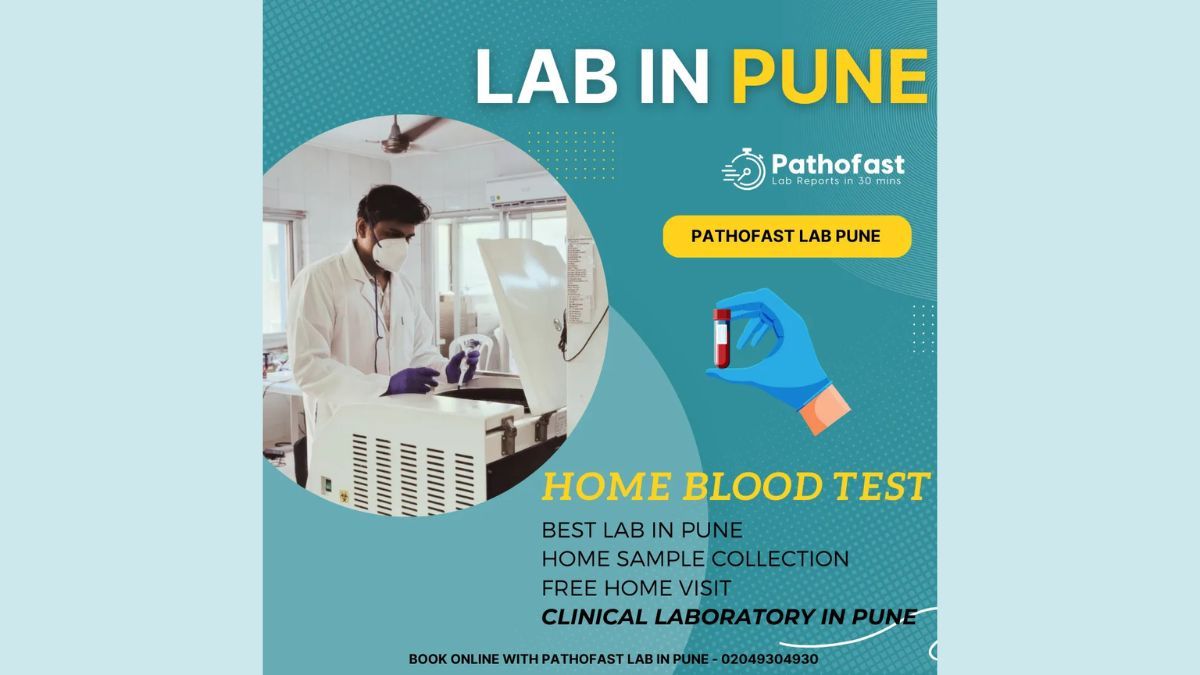 LAB IN PUNE
Pathofast
Lab Reports in 30 mins
PATHOFAST LAB PUNE
HOME BLOOD TEST
BEST LAB IN PUNE
HOME SAMPLE COLLECTION
FREE HOME VISIT
CLINICAL LABORATORY IN PUNE
BOOK ONLINE WITH PATHOFAST LAB IN PUNE - 02049304930